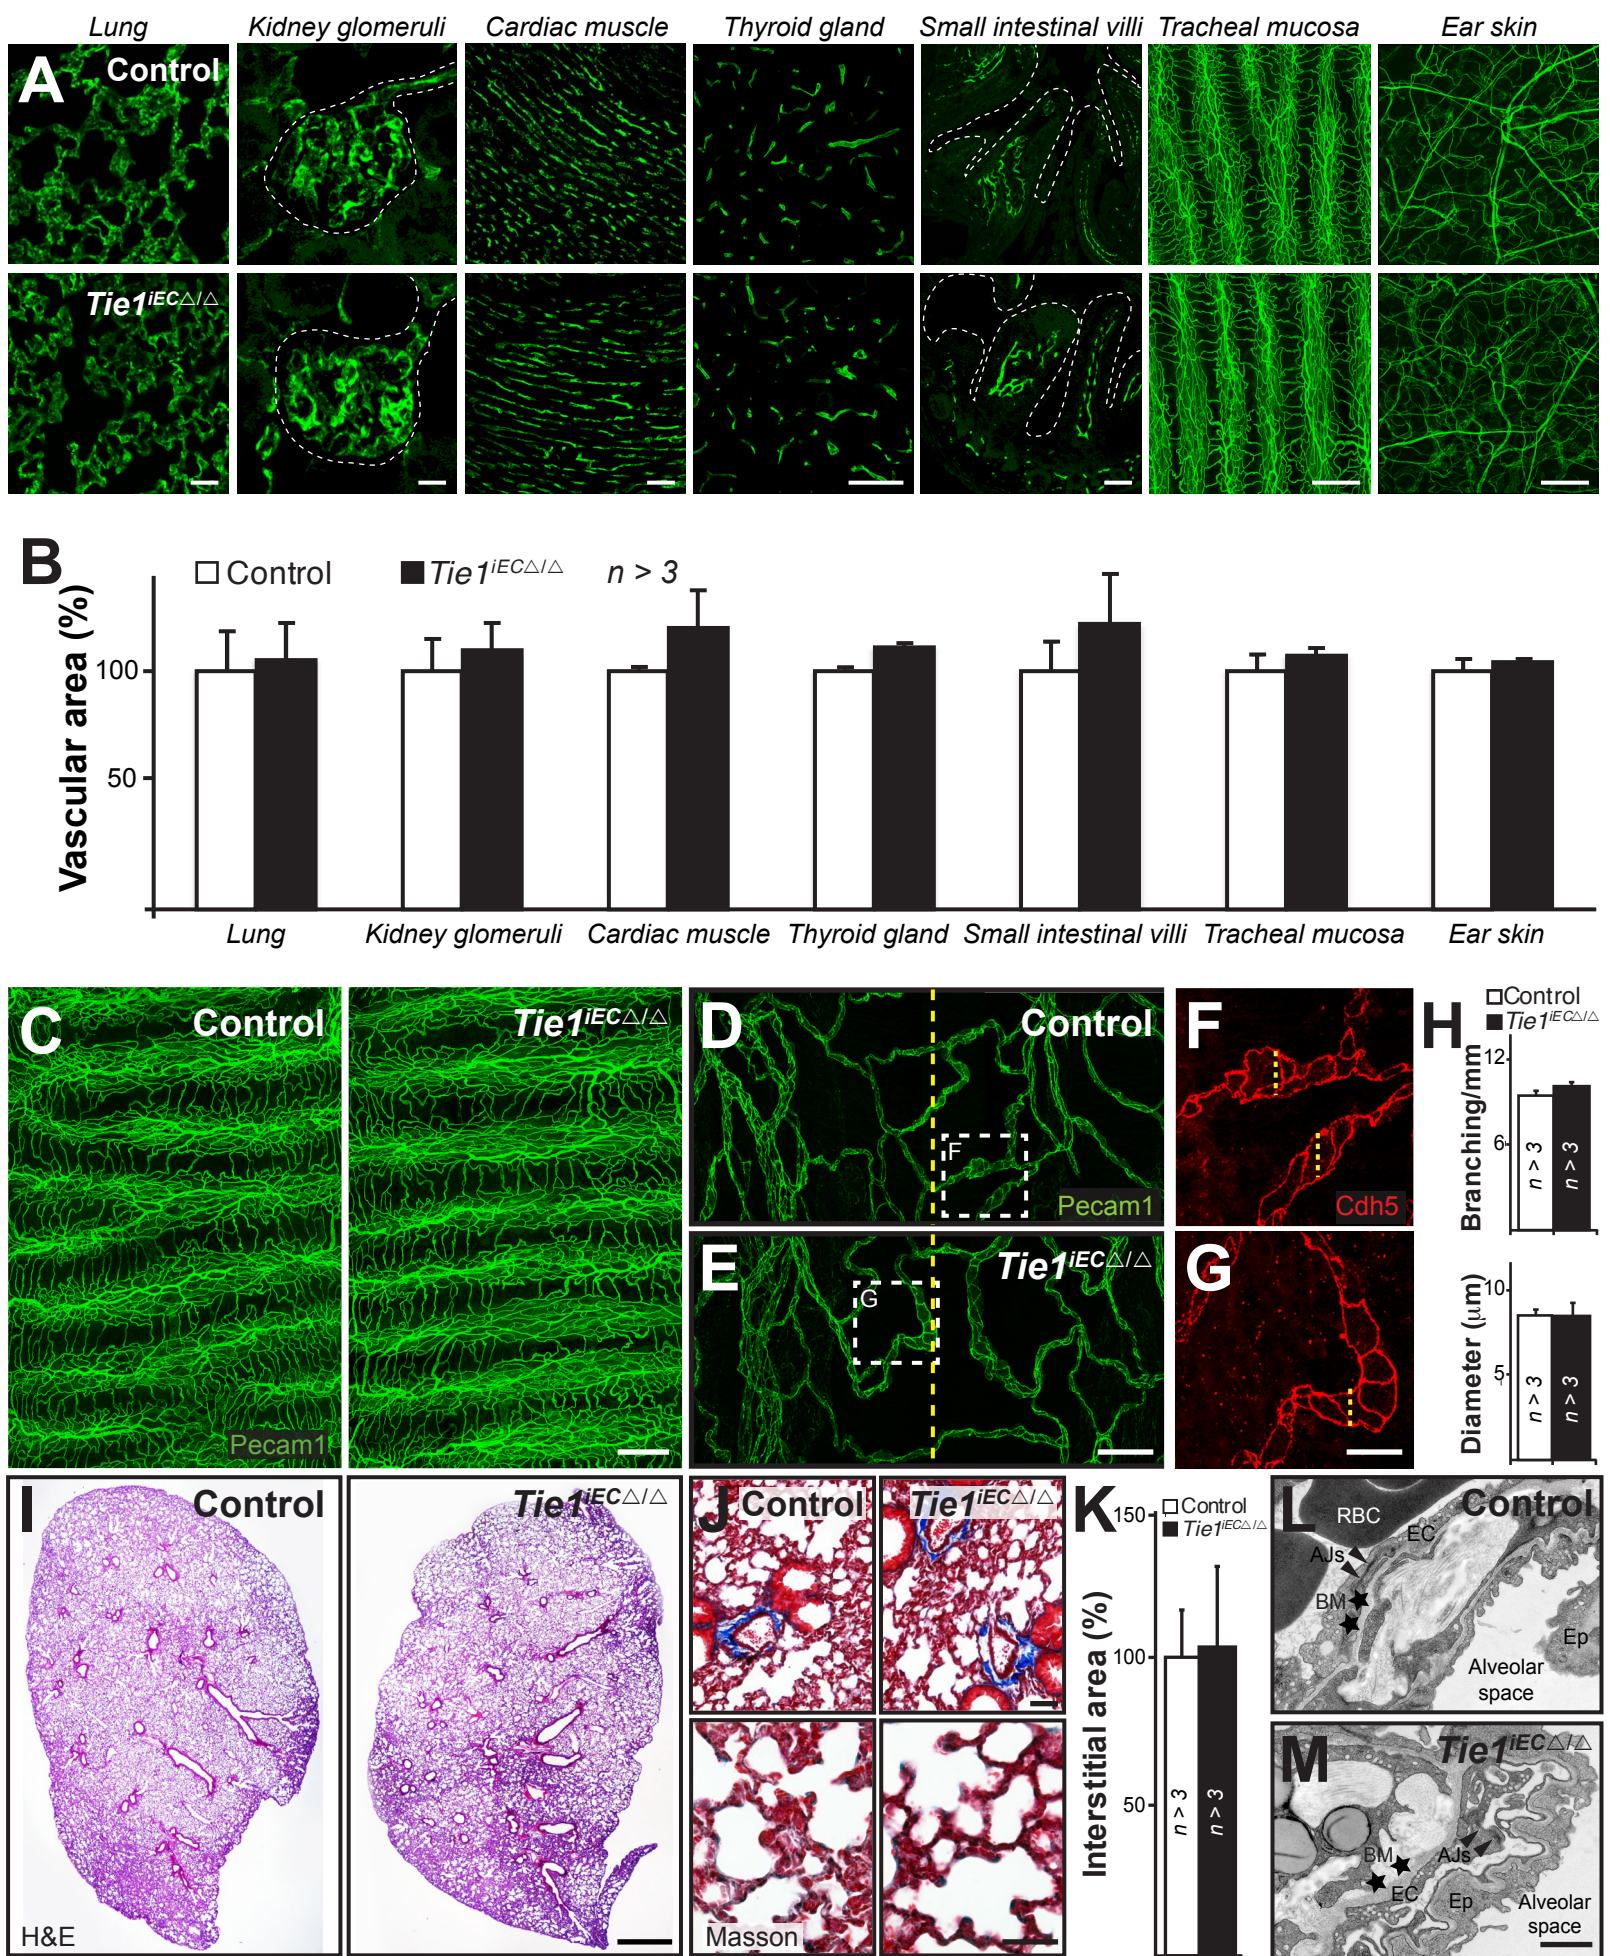 Lung Kidney glomeruli Cardiac muscle Thyroid gland Small intestinal villi Tracheal mucosa Ear skin
A Control
Tie1iEC△/△
B
Control Tie1iEC△/△ n > 3
Vascular area (%)
100
50
Lung Kidney glomeruli Cardiac muscle Thyroid gland Small intestinal villi Tracheal mucosa Ear skin
C Control
Pecam1
Tie1iEC△/△
D Control
F
Pecam1
E Tie1iEC△/△
G
F
Cdh5
G
H
Control
Tie1iEC△/△
Branching/mm
12
6
n > 3
n > 3
Diameter (μm)
10
5
n > 3
n > 3
I Control
H&E
Tie1iEC△/△
J Control
Tie1iEC△/△
Masson
K
Control
Tie1iEC△/△
Interstitial area (%)
150
100
50
n > 3
n > 3
L Control
RBC
EC
AJs
BM
Ep
Alveolar
space
M Tie1iEC△/△
BM
AJs
EC
Ep
Alveolar
space